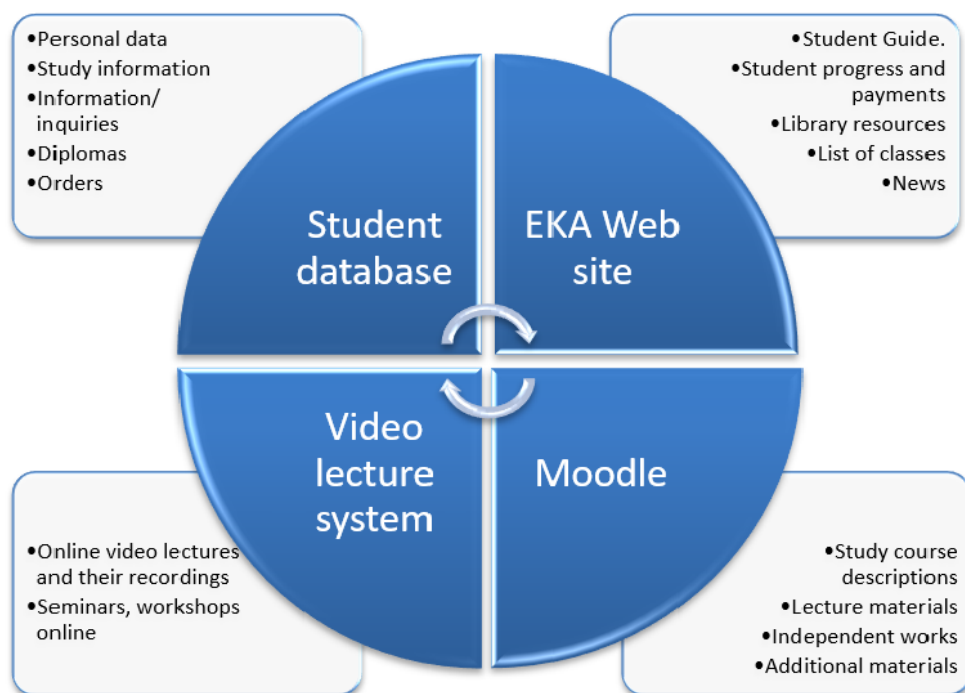 •Personal data
•Study information
•Information/
inquiries
•Diplomas
•Orders
•Student Guide.
•Student progress and
payments
•Library resources
•List of classes
•News
Student
database
EKA Web
site
Video
lecture
system
Moodle
•Online video lectures
and their recordings
•Seminars, workshops
online
•Study course
descriptions
•Lecture materials
•Independent works
•Additional materials